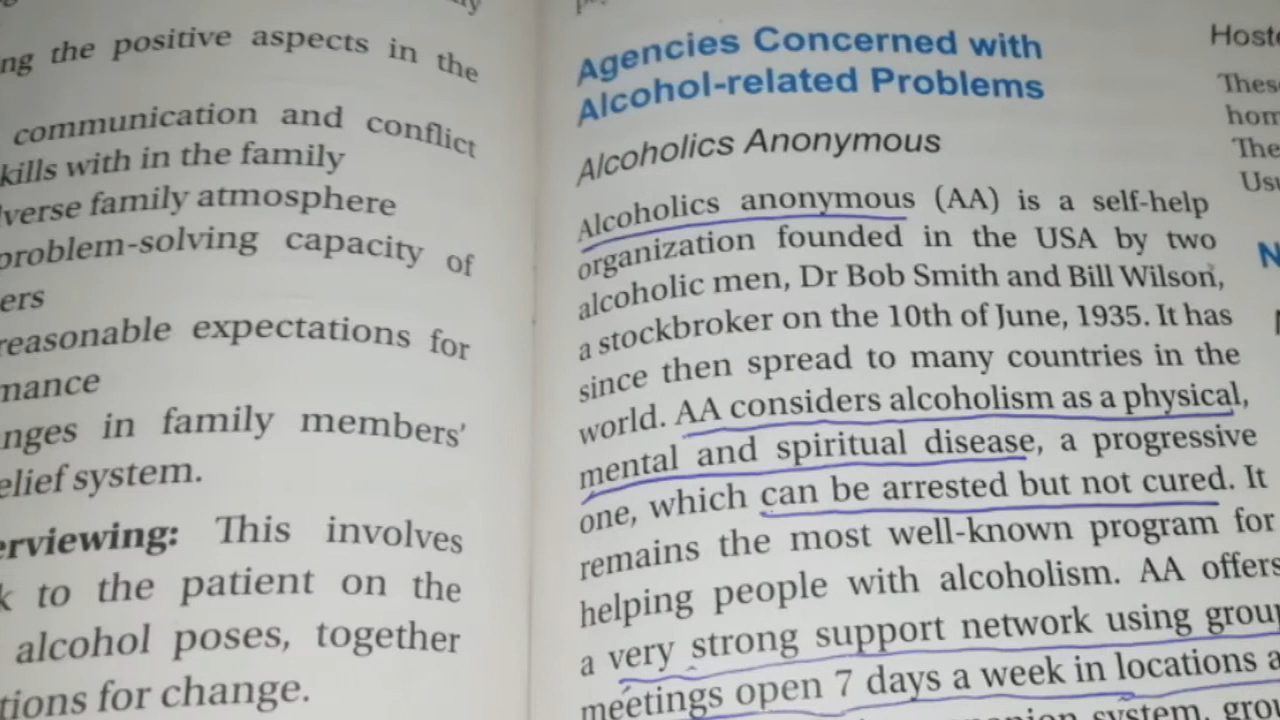 ng the positive aspects in the
communication and conflict
kills with in the family
verse family atmosphere
problem-solving capacity of
ers
reasonable expectations for
mance
nges in family members'
elief system.
erviewing: This involves
k to the patient on the
alcohol poses, together
tions for change.
Agencies Concerned with
Alcohol-related Problems
Alcoholics Anonymous
Alcoholics anonymous (AA) is a self-help
organization founded in the USA by two
alcoholic men, Dr Bob Smith and Bill Wilson,
a stockbroker on the 10th of June, 1935. It has
since then spread to many countries in the
world. AA considers alcoholism as a physical,
mental and spiritual disease, a progressive
one, which can be arrested but not cured. It
remains the most well-known program for
helping people with alcoholism. AA offers
a very strong support network using group
meetings open 7 days a week in locations a
system, grou
Hoste
Thes
hom
The
Usu
N